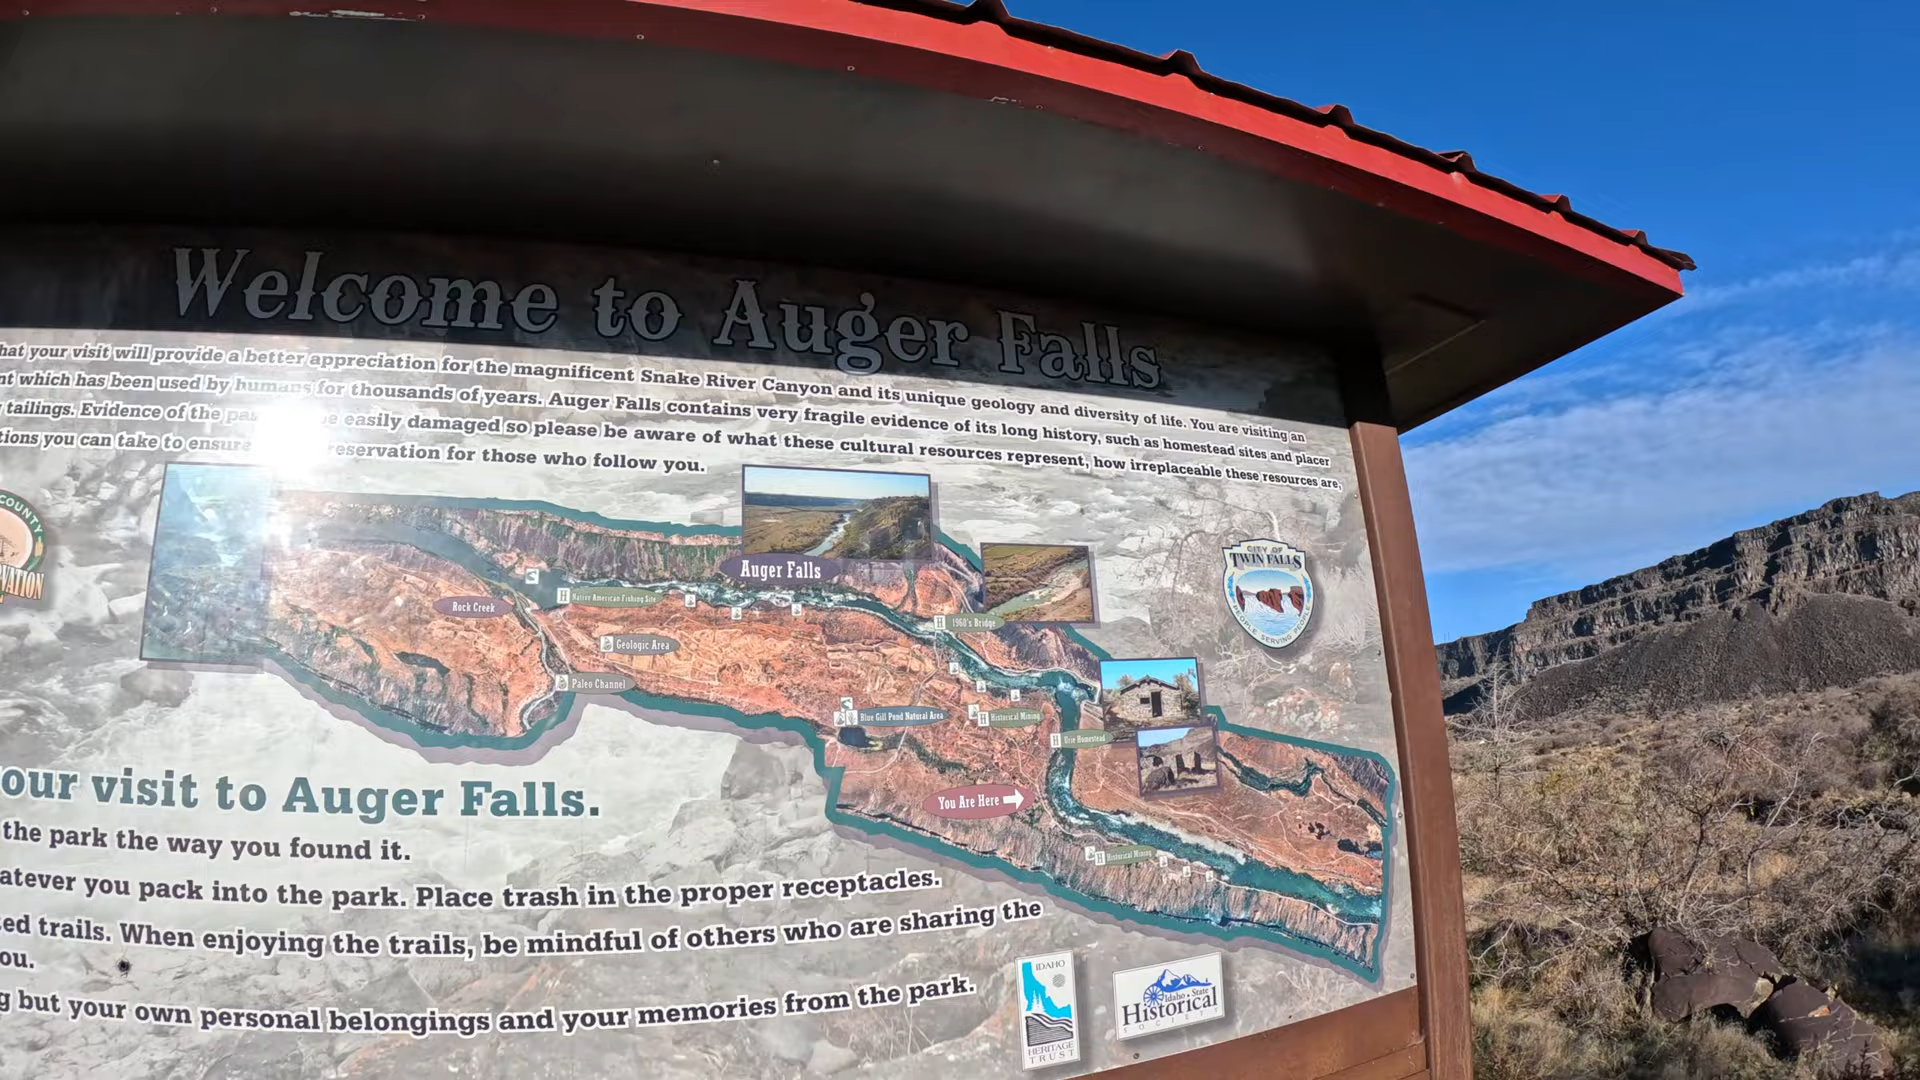 Welcome to Auger Falls
hat your visit will provide a better appreciation for the magnificent Snake River Canyon and its unique geology and diversity of life. You are visiting an
nt which has been used by humans for thousands of years. Auger Falls contains very fragile evidence of its long history, such as homestead sites and placer
tailings. Evidence of the easily damaged so please be aware of what these cultural resources represent, how irreplaceable these resources are,
tions you can take to ensure reservation for those who follow you.
COUNTY
VATION
Auger Falls
CITY OF
TWIN FALLS
PEOPLE SERVING PEOPLE
Native American Fishing Site
Rock Creek
1960's Bridge
Geologic Area
Paleo Channel
Blue Gill Pond Natural Area
Historical Mining
Urie Homestead
You Are Here
Historical Mining
our visit to Auger Falls.
the park the way you found it.
atever you pack into the park. Place trash in the proper receptacles.
ed trails. When enjoying the trails, be mindful of others who are sharing the
ou.
g but your own personal belongings and your memories from the park.
IDAHO
HERITAGE
TRUST
Idaho State
Historical
SOCIETY